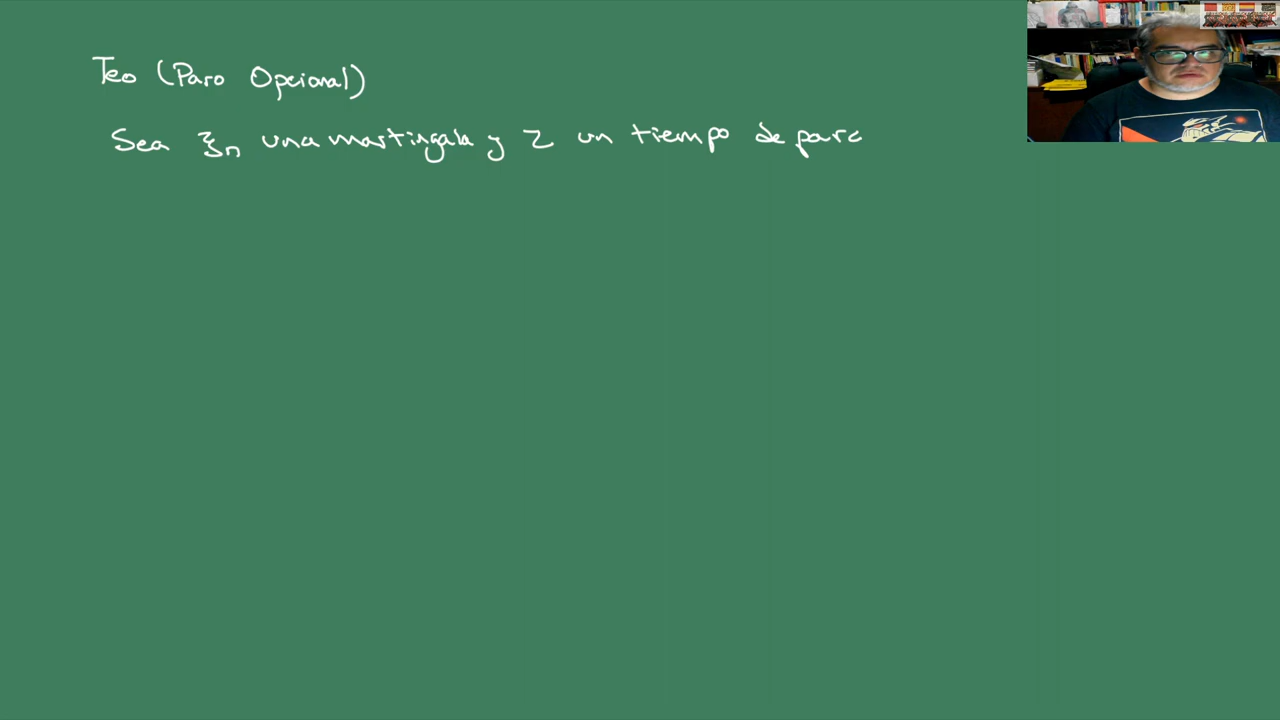 Teo (Paro Opcional)
Sea ξn una martingala y τ un tiempo de paro